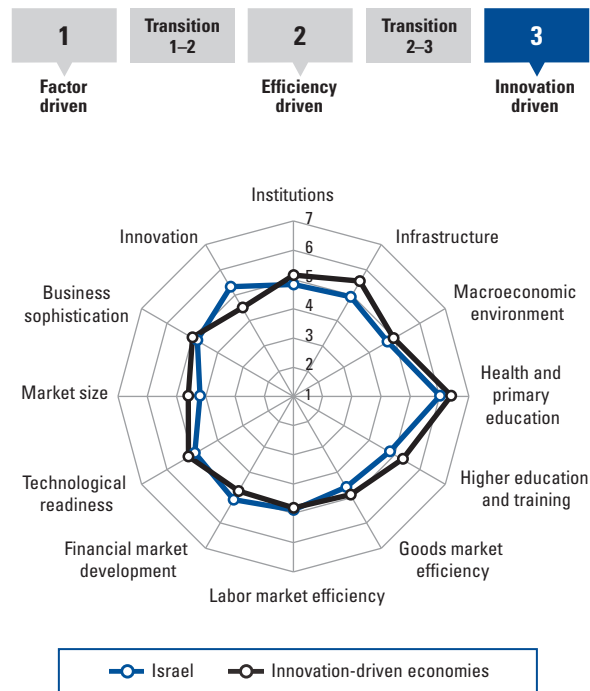 1
Transition
1–2
2
Transition
2–3
3
Factor
driven
Efficiency
driven
Innovation
driven
Institutions
7
Innovation
Infrastructure
6
5
Business
sophistication
Macroeconomic
environment
4
3
2
Market size
1
Health and
primary
education
Technological
readiness
Higher education
and training
Financial market
development
Goods market
efficiency
Labor market efficiency
Israel
Innovation-driven economies